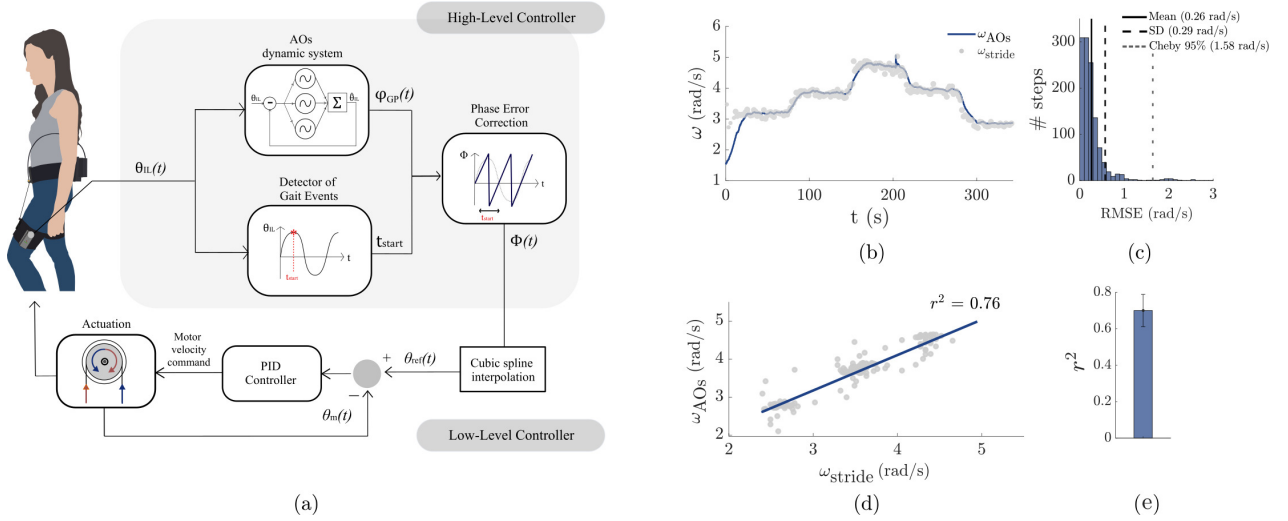 High-Level Controller
AOs
dynamic system
θIL
−
Σ
φGP(t)
θIL(t)
Phase Error
Correction
Φ
t
tstart
Detector of
Gait Events
θIL
t
tstart
tstart
Φ(t)
Actuation
Motor
velocity
command
PID
Controller
+
−
θref(t)
Cubic spline
interpolation
θm(t)
Low-Level Controller
(a)
ω (rad/s)
6
5
4
3
2
1
0
100
200
300
t (s)
ωAOs
ωstride
(b)
# steps
300
200
100
0
0
1
2
3
RMSE (rad/s)
Mean (0.26 rad/s)
SD (0.29 rad/s)
Cheby 95% (1.58 rad/s)
(c)
r² = 0.76
ωAOs (rad/s)
5
4
3
2
2
3
4
5
ωstride (rad/s)
(d)
r²
0.8
0.6
0.4
0.2
0
(e)